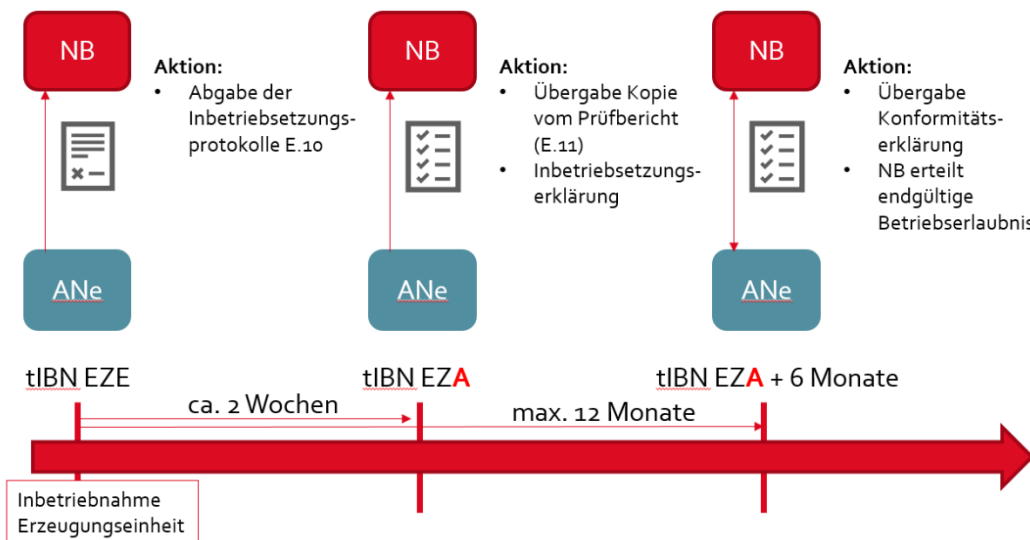 NB
Aktion:
• Abgabe der
Inbetriebsetzungs-
protokolle E.10
ANe
NB
Aktion:
• Übergabe Kopie
vom Prüfbericht
(E.11)
• Inbetriebsetzungs-
erklärung
ANe
NB
Aktion:
• Übergabe
Konformitäts-
erklärung
• NB erteilt
endgültige
Betriebserlaubnis
ANe
tIBN EZE
tIBN EZA
tIBN EZA + 6 Monate
ca. 2 Wochen
max. 12 Monate
Inbetriebnahme
Erzeugungseinheit